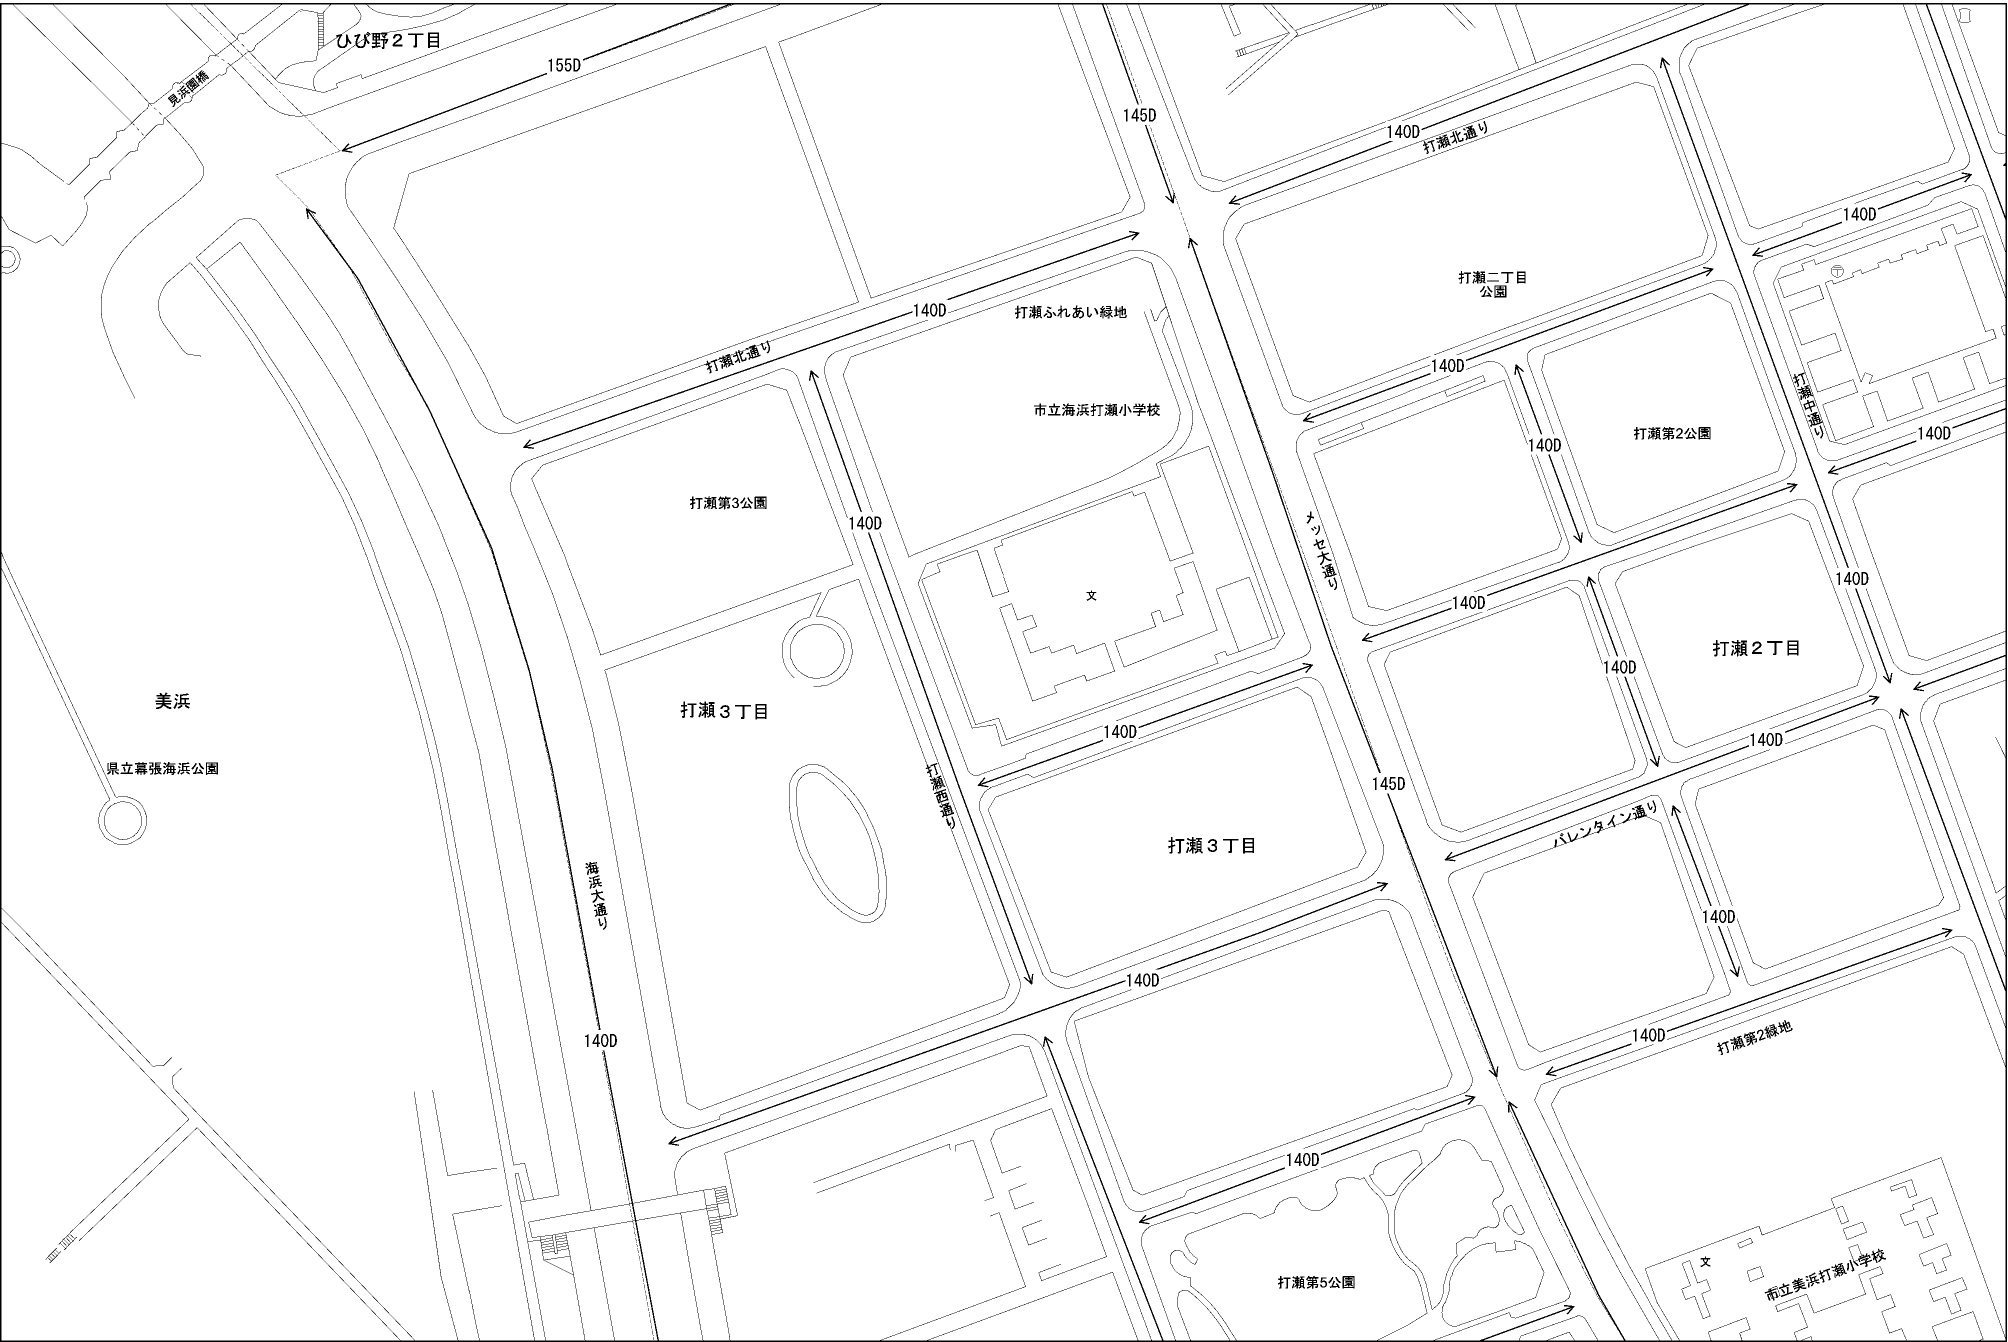 ひび野２丁目
155D
見浜園橋
145D
140D
打瀬北通り
140D
140D
打瀬二丁目
公園
打瀬ふれあい緑地
140D
打瀬北通り
140D
打瀬中通り
市立海浜打瀬小学校
打瀬第2公園
140D
140D
打瀬第3公園
140D
メッセ大通り
文
140D
140D
140D
打瀬２丁目
美浜
打瀬３丁目
140D
140D
県立幕張海浜公園
打瀬西通り
145D
バレンタイン通り
打瀬３丁目
海浜大通り
140D
140D
140D
140D
打瀬第2緑地
140D
文
打瀬第5公園
市立美浜打瀬小学校